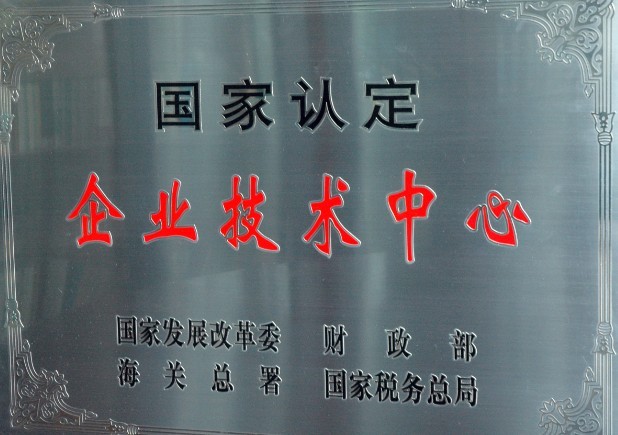 国家认定
企业技术中心
国家发展改革委 财政部
海关总署 国家税务总局